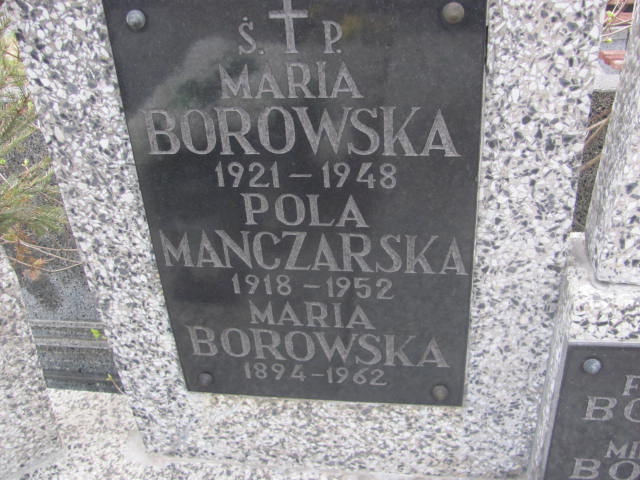 Ś. P.
MARIA
BOROWSKA
1921 – 1948
POLA
MANCZARSKA
1918 – 1952
MARIA
BOROWSKA
1894 – 1962